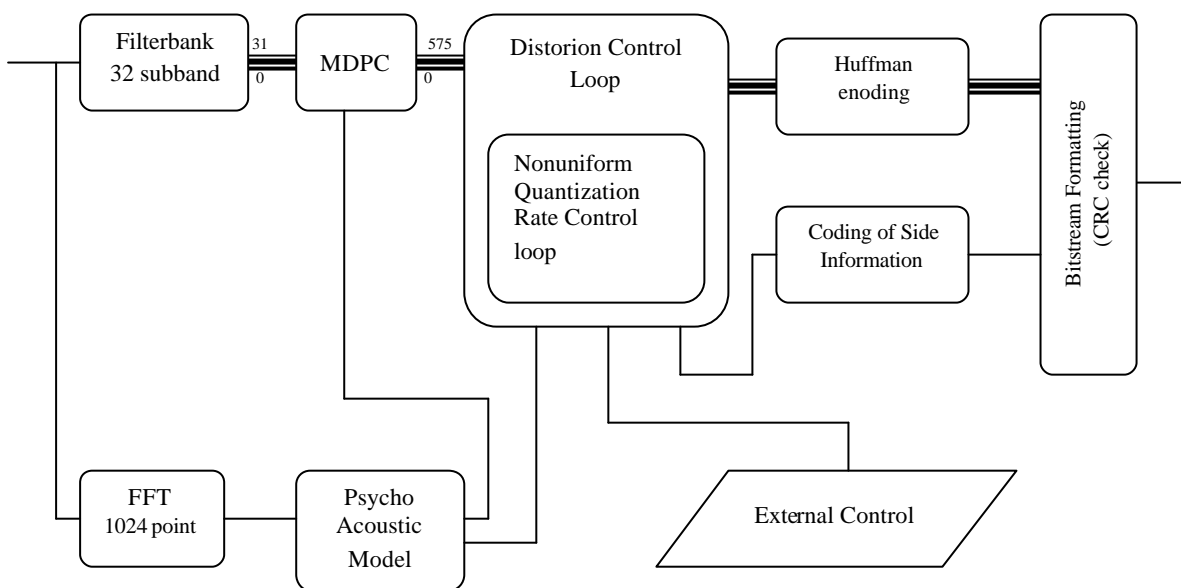 Filterbank
32 subband
31
0
MDPC
575
0
Distorion Control
Loop
Nonuniform
Quantization
Rate Control
loop
Huffman
enoding
Coding of Side
Information
Bitstream Formatting
(CRC check)
FFT
1024 point
Psycho
Acoustic
Model
External Control